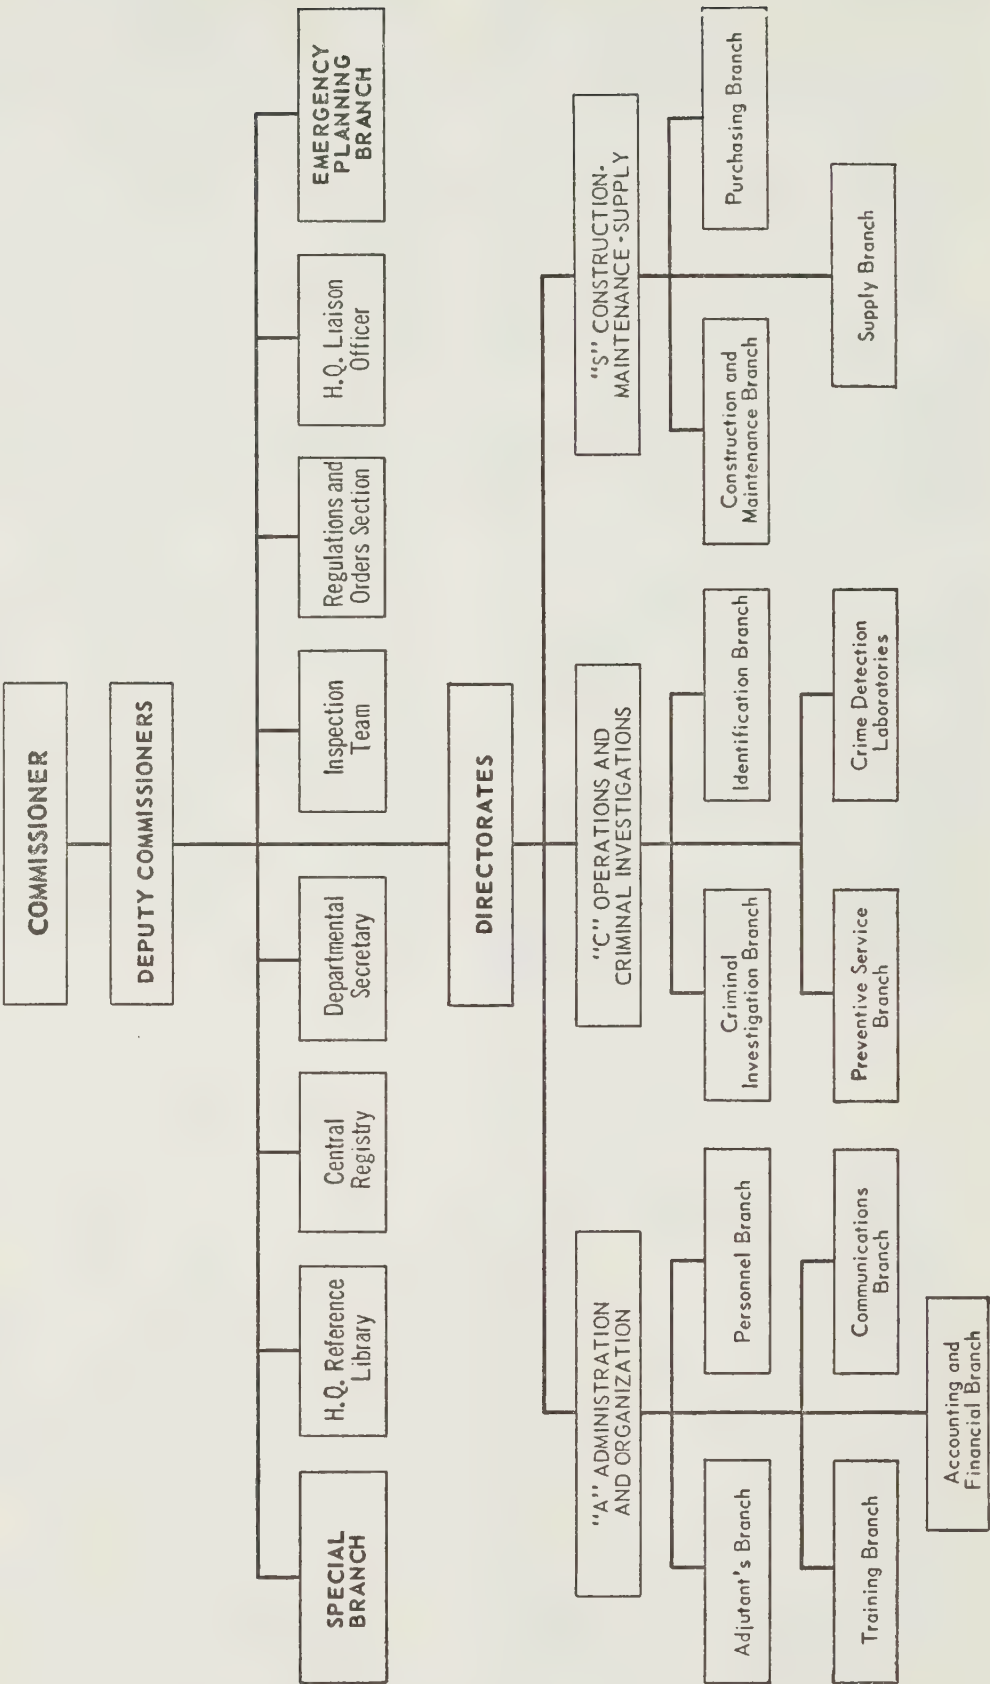 COMMISSIONER
DEPUTY COMMISSIONERS
SPECIAL
BRANCH
H.Q. Reference
Library
Central
Registry
Departmental
Secretary
Inspection
Team
Regulations and
Orders Section
H.Q. Liaison
Officer
EMERGENCY
PLANNING
BRANCH
DIRECTORATES
"A" ADMINISTRATION
AND ORGANIZATION
"C" OPERATIONS AND
CRIMINAL INVESTIGATIONS
"S" CONSTRUCTION-
MAINTENANCE-SUPPLY
Adjutant's Branch
Personnel Branch
Training Branch
Communications
Branch
Accounting and
Financial Branch
Criminal
Investigation Branch
Identification Branch
Preventive Service
Branch
Crime Detection
Laboratories
Construction and
Maintenance Branch
Purchasing Branch
Supply Branch